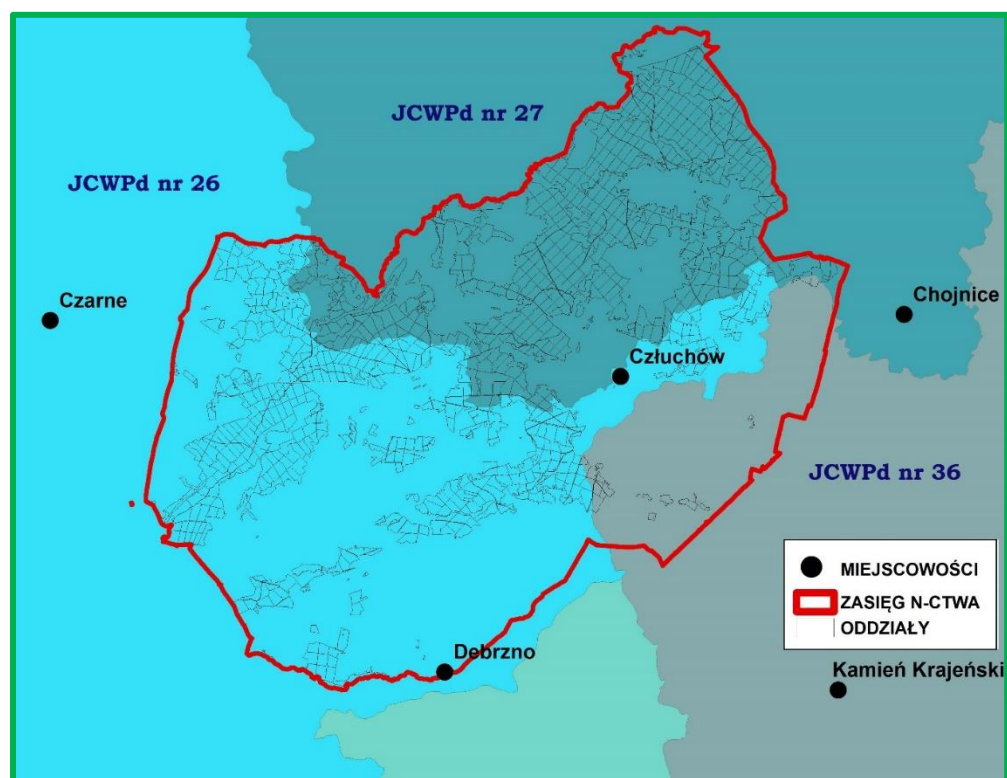 JCWPd nr 27
JCWPd nr 26
Czarne
Chojnice
Człuchów
JCWPd nr 36
MIEJSCOWOŚCI
ZASIĘG N-CTWA
ODDZIAŁY
Debrzno
Kamień Krajeński